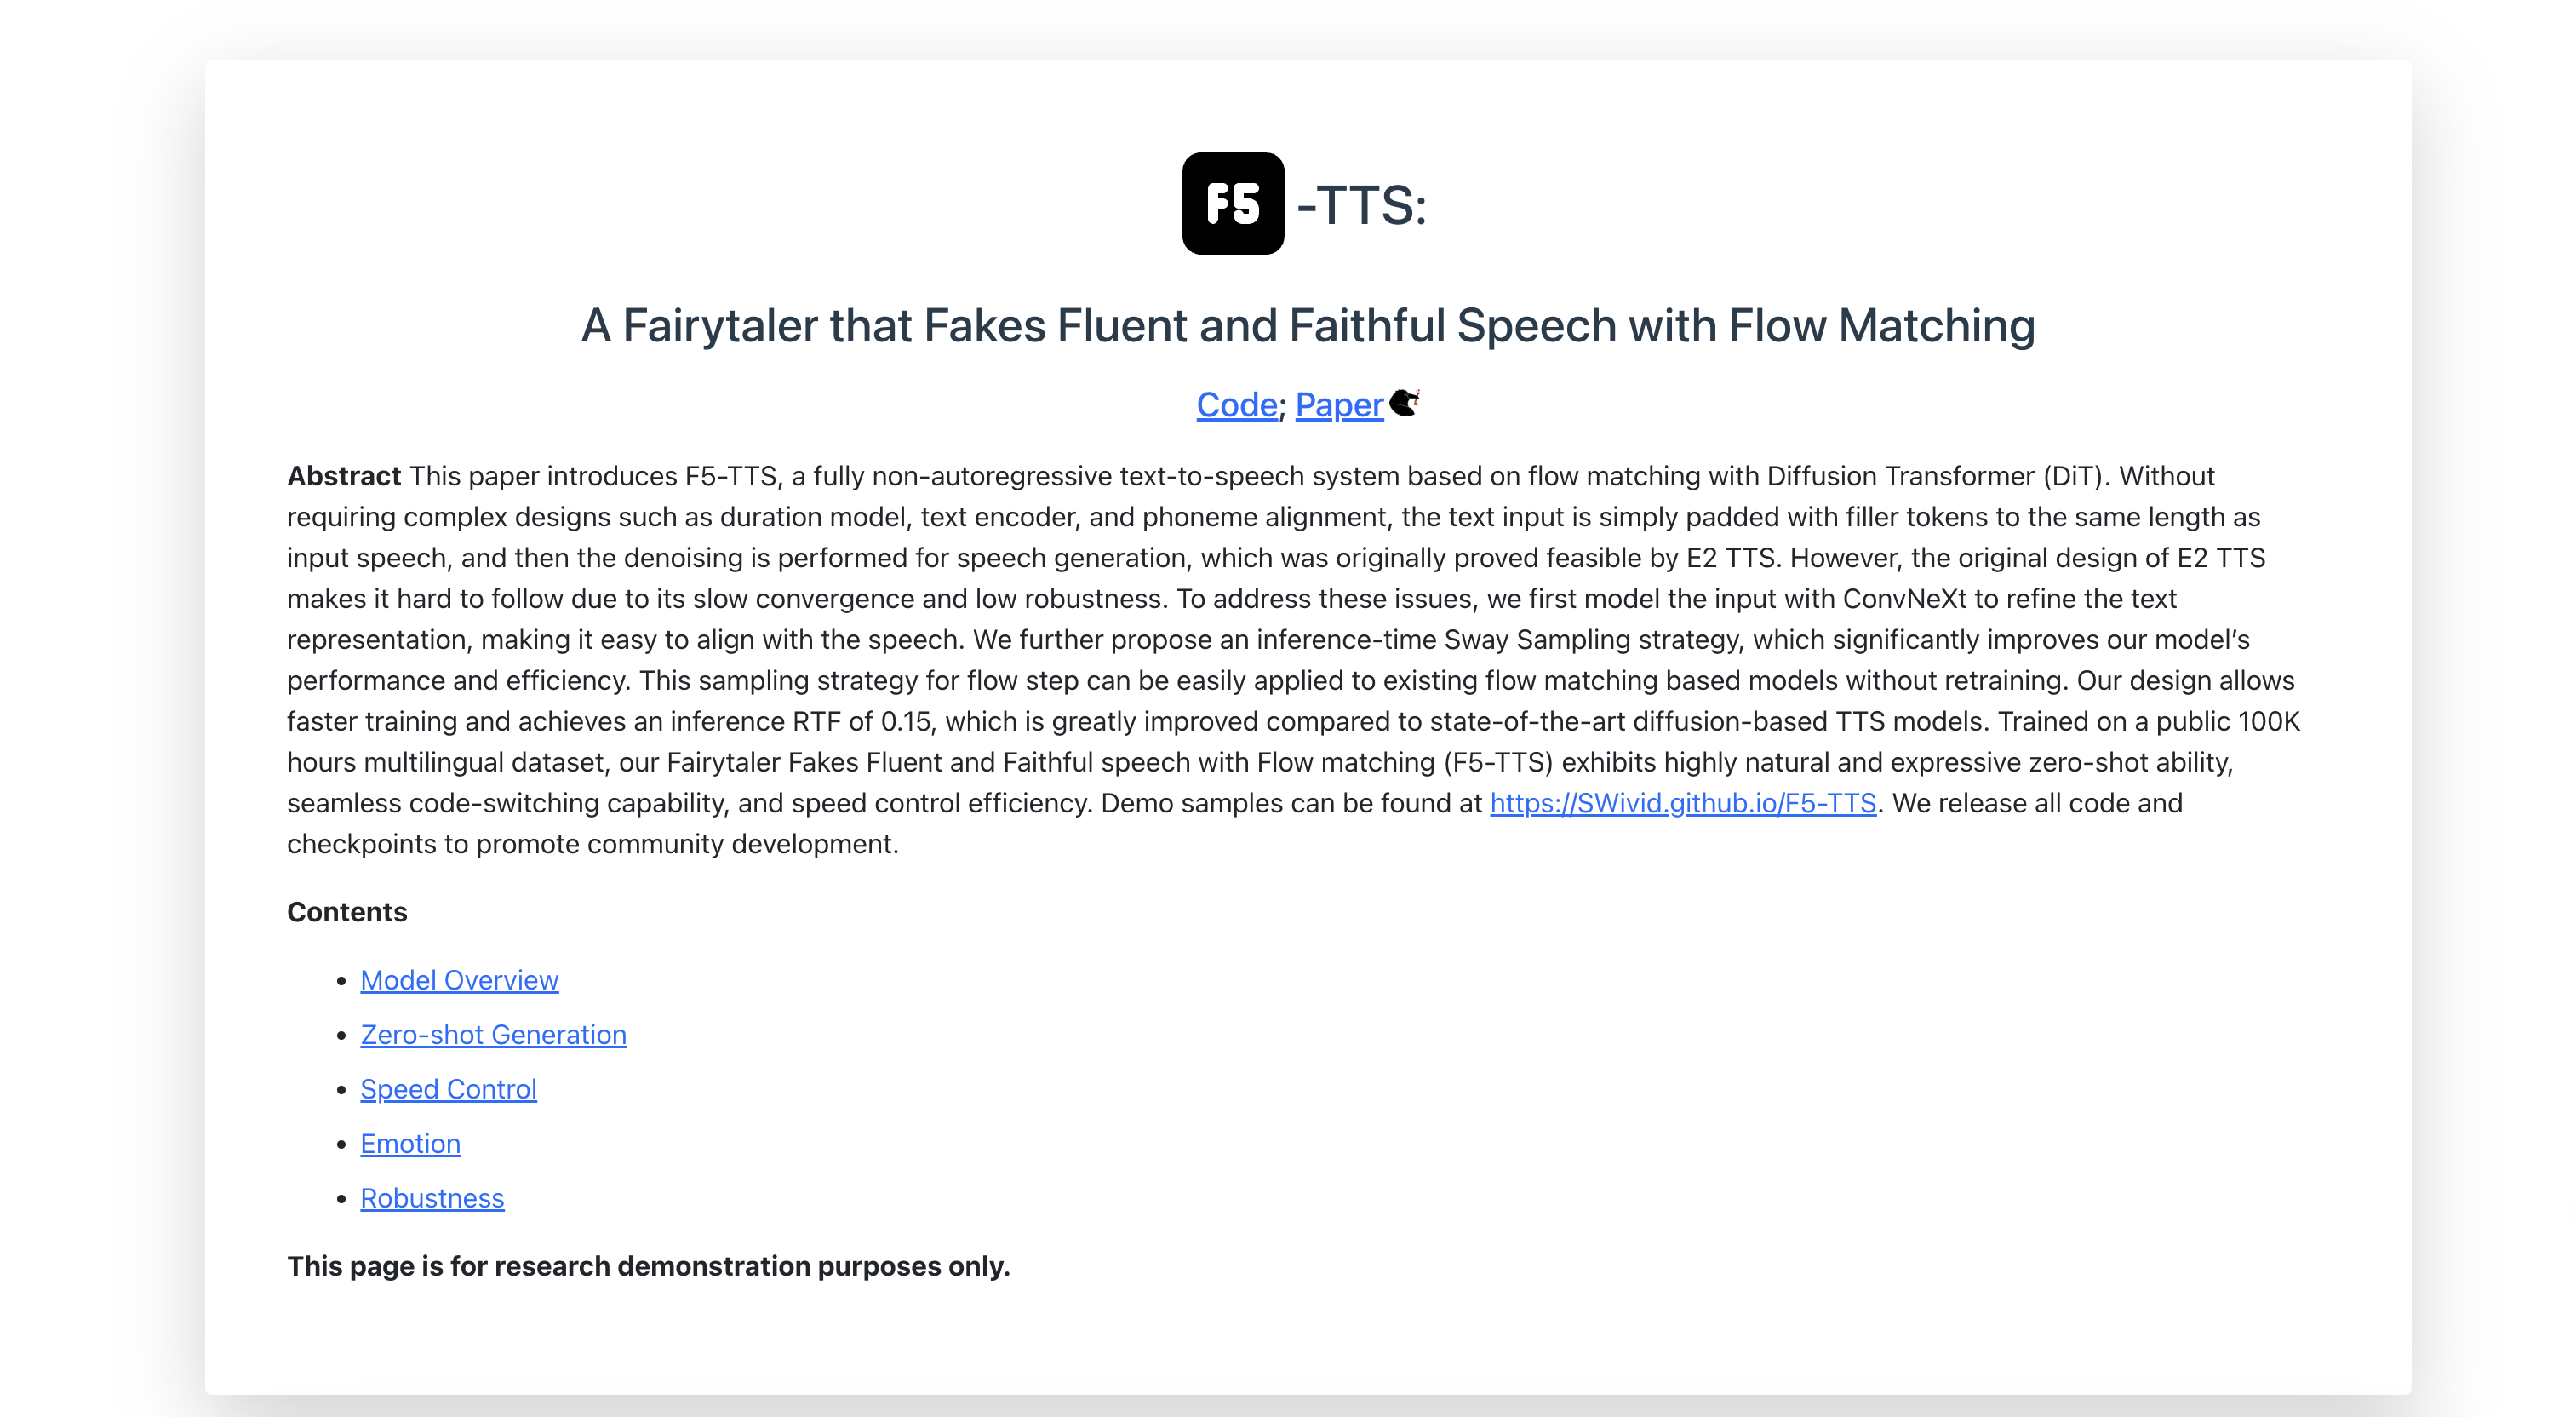 F5 -TTS:
A Fairytaler that Fakes Fluent and Faithful Speech with Flow Matching
Code; Paper
Abstract This paper introduces F5-TTS, a fully non-autoregressive text-to-speech system based on flow matching with Diffusion Transformer (DiT). Without
requiring complex designs such as duration model, text encoder, and phoneme alignment, the text input is simply padded with filler tokens to the same length as
input speech, and then the denoising is performed for speech generation, which was originally proved feasible by E2 TTS. However, the original design of E2 TTS
makes it hard to follow due to its slow convergence and low robustness. To address these issues, we first model the input with ConvNeXt to refine the text
representation, making it easy to align with the speech. We further propose an inference-time Sway Sampling strategy, which significantly improves our model’s
performance and efficiency. This sampling strategy for flow step can be easily applied to existing flow matching based models without retraining. Our design allows
faster training and achieves an inference RTF of 0.15, which is greatly improved compared to state-of-the-art diffusion-based TTS models. Trained on a public 100K
hours multilingual dataset, our Fairytaler Fakes Fluent and Faithful speech with Flow matching (F5-TTS) exhibits highly natural and expressive zero-shot ability,
seamless code-switching capability, and speed control efficiency. Demo samples can be found at https://SWivid.github.io/F5-TTS. We release all code and
checkpoints to promote community development.
Contents
• Model Overview
• Zero-shot Generation
• Speed Control
• Emotion
• Robustness
This page is for research demonstration purposes only.